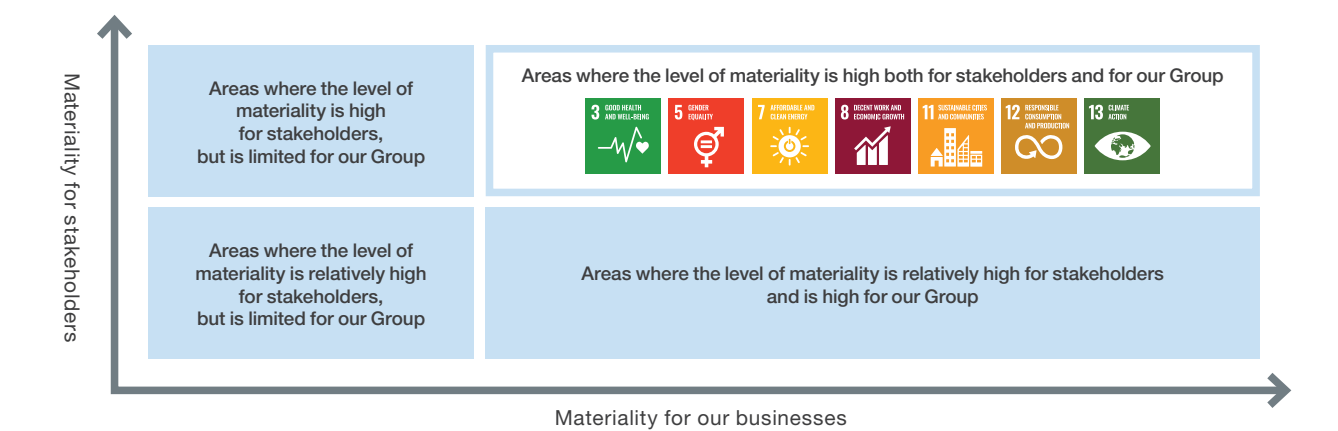 Materiality for stakeholders
Areas where the level of
materiality is high
for stakeholders,
but is limited for our Group
Areas where the level of materiality is high both for stakeholders and for our Group
3 GOOD HEALTH
AND WELL-BEING
5 GENDER
EQUALITY
7 AFFORDABLE AND
CLEAN ENERGY
8 DECENT WORK AND
ECONOMIC GROWTH
11 SUSTAINABLE CITIES
AND COMMUNITIES
12 RESPONSIBLE
CONSUMPTION
AND PRODUCTION
13 CLIMATE
ACTION
Areas where the level of
materiality is relatively high
for stakeholders,
but is limited for our Group
Areas where the level of materiality is relatively high for stakeholders
and is high for our Group
Materiality for our businesses